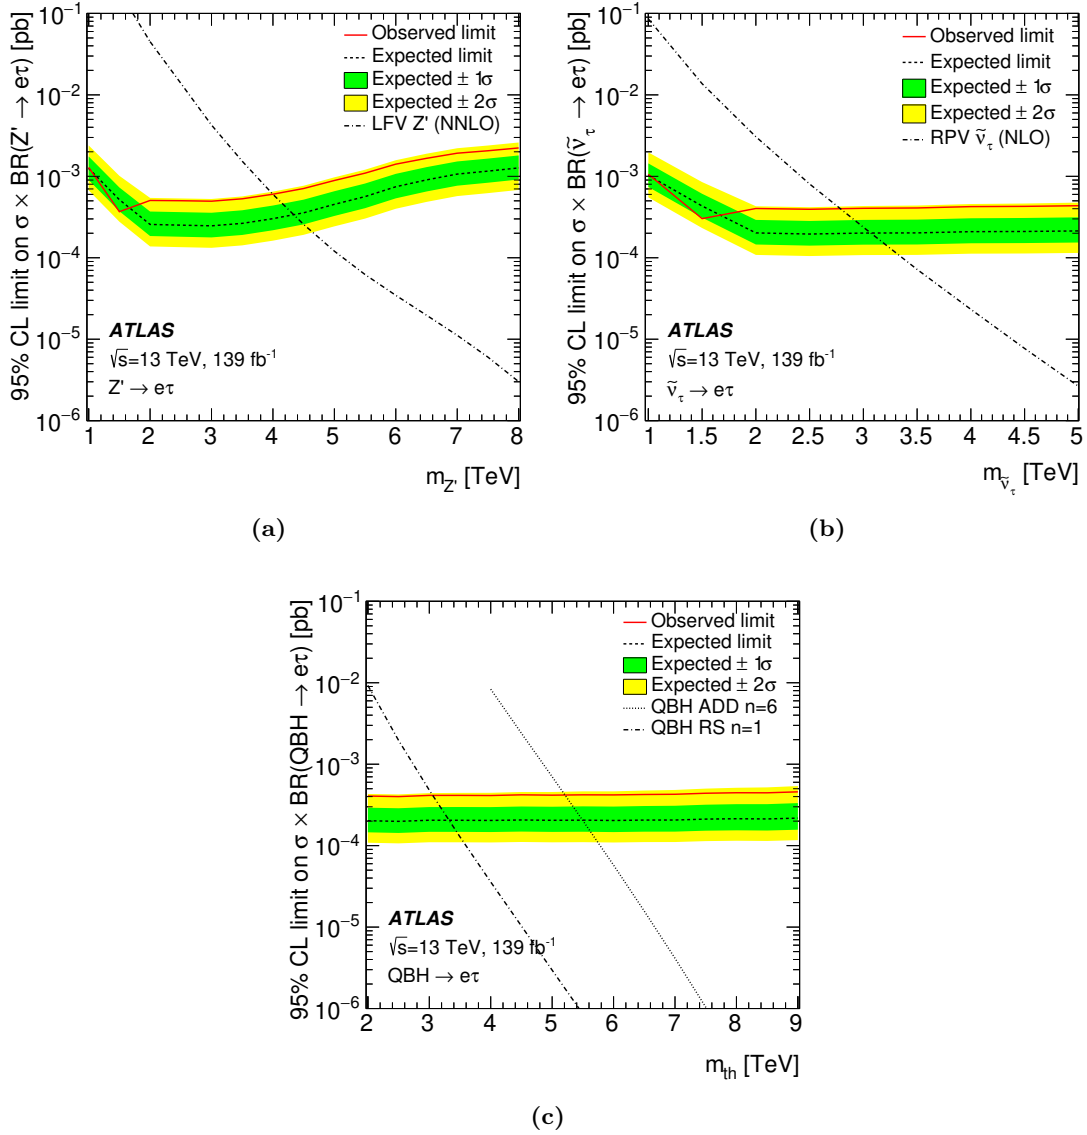 95% CL limit on σ × BR(Z' → eτ) [pb]
10⁻¹
10⁻²
10⁻³
10⁻⁴
10⁻⁵
10⁻⁶
Observed limit
Expected limit
Expected ± 1σ
Expected ± 2σ
LFV Z' (NNLO)
ATLAS
√s=13 TeV, 139 fb⁻¹
Z' → eτ
1 2 3 4 5 6 7 8
m_Z' [TeV]
(a)
95% CL limit on σ × BR(ν̃_τ → eτ) [pb]
10⁻¹
10⁻²
10⁻³
10⁻⁴
10⁻⁵
10⁻⁶
Observed limit
Expected limit
Expected ± 1σ
Expected ± 2σ
RPV ν̃_τ (NLO)
ATLAS
√s=13 TeV, 139 fb⁻¹
ν̃_τ → eτ
1 1.5 2 2.5 3 3.5 4 4.5 5
m_ν̃_τ [TeV]
(b)
95% CL limit on σ × BR(QBH → eτ) [pb]
10⁻¹
10⁻²
10⁻³
10⁻⁴
10⁻⁵
10⁻⁶
Observed limit
Expected limit
Expected ± 1σ
Expected ± 2σ
QBH ADD n=6
QBH RS n=1
ATLAS
√s=13 TeV, 139 fb⁻¹
QBH → eτ
2 3 4 5 6 7 8 9
m_th [TeV]
(c)